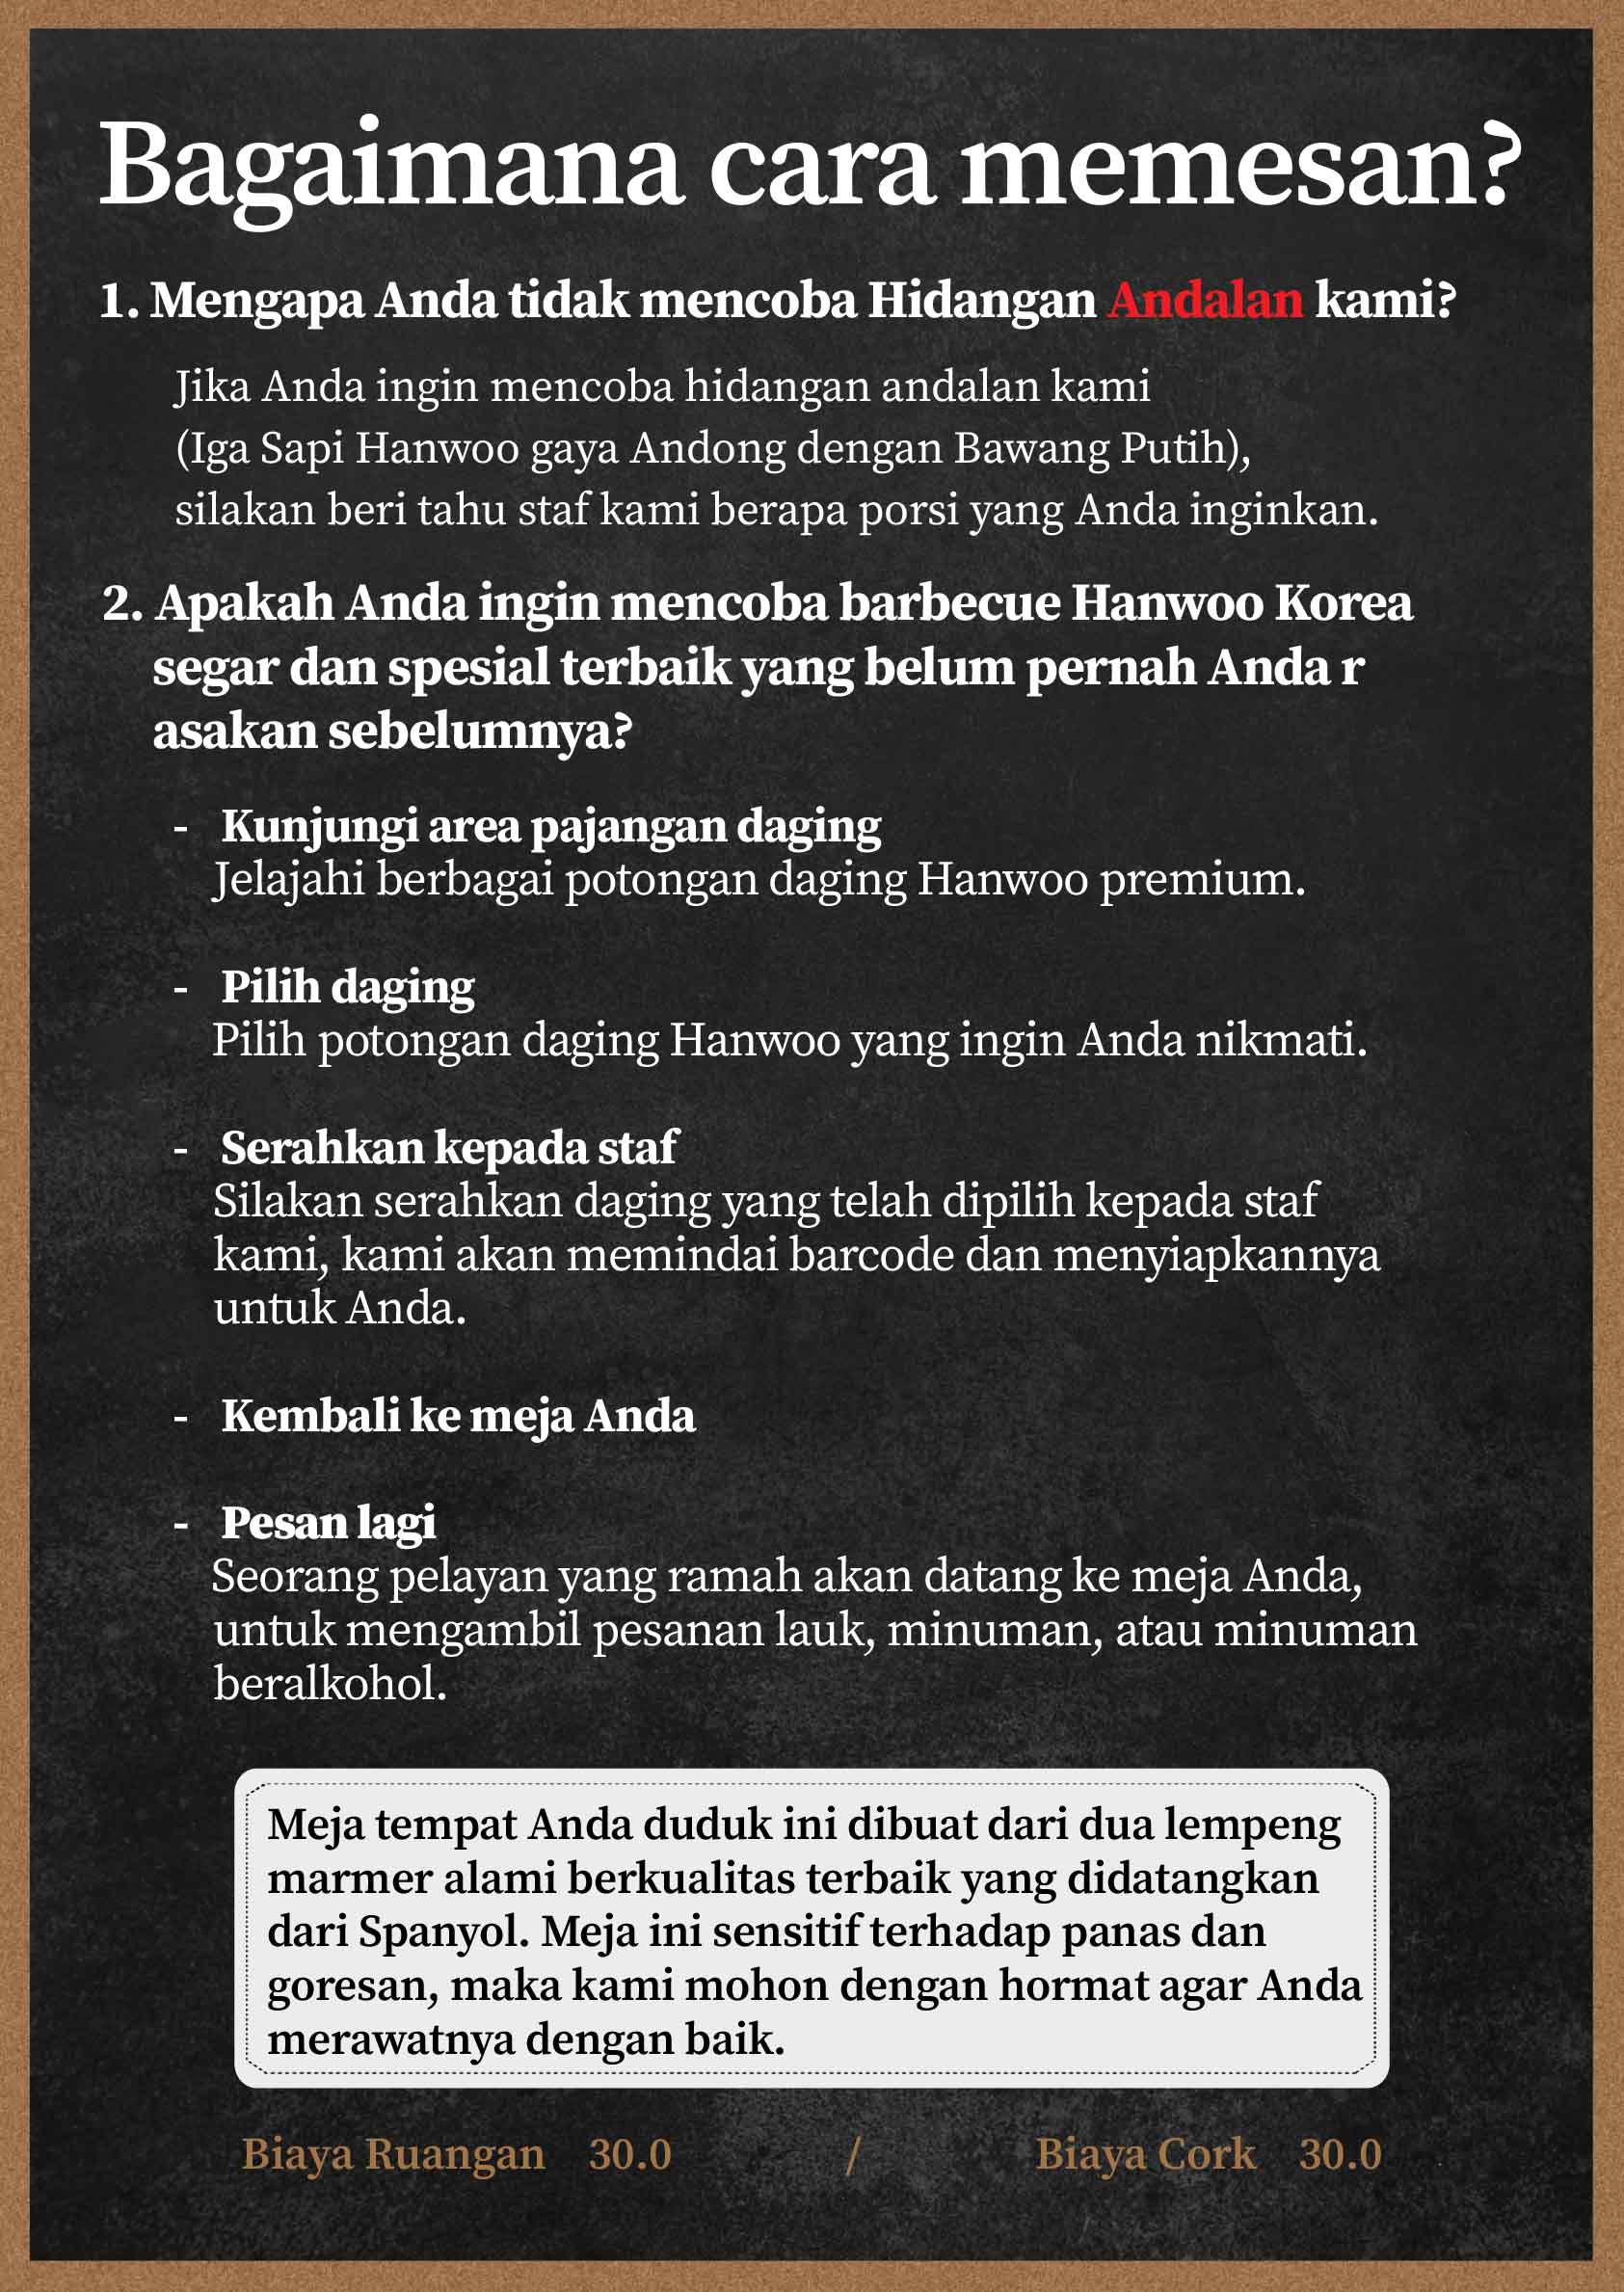 Bagaimana cara memesan?
1. Mengapa Anda tidak mencoba Hidangan Andalan kami?
Jika Anda ingin mencoba hidangan andalan kami
(Iga Sapi Hanwoo gaya Andong dengan Bawang Putih),
silakan beri tahu staf kami berapa porsi yang Anda inginkan.
2. Apakah Anda ingin mencoba barbecue Hanwoo Korea
segar dan spesial terbaik yang belum pernah Anda r
asakan sebelumnya?
- Kunjungi area pajangan daging
Jelajahi berbagai potongan daging Hanwoo premium.
- Pilih daging
Pilih potongan daging Hanwoo yang ingin Anda nikmati.
- Serahkan kepada staf
Silakan serahkan daging yang telah dipilih kepada staf
kami, kami akan memindai barcode dan menyiapkannya
untuk Anda.
- Kembali ke meja Anda
- Pesan lagi
Seorang pelayan yang ramah akan datang ke meja Anda,
untuk mengambil pesanan lauk, minuman, atau minuman
beralkohol.
Meja tempat Anda duduk ini dibuat dari dua lempeng
marmer alami berkualitas terbaik yang didatangkan
dari Spanyol. Meja ini sensitif terhadap panas dan
goresan, maka kami mohon dengan hormat agar Anda
merawatnya dengan baik.
Biaya Ruangan 30.0 / Biaya Cork 30.0